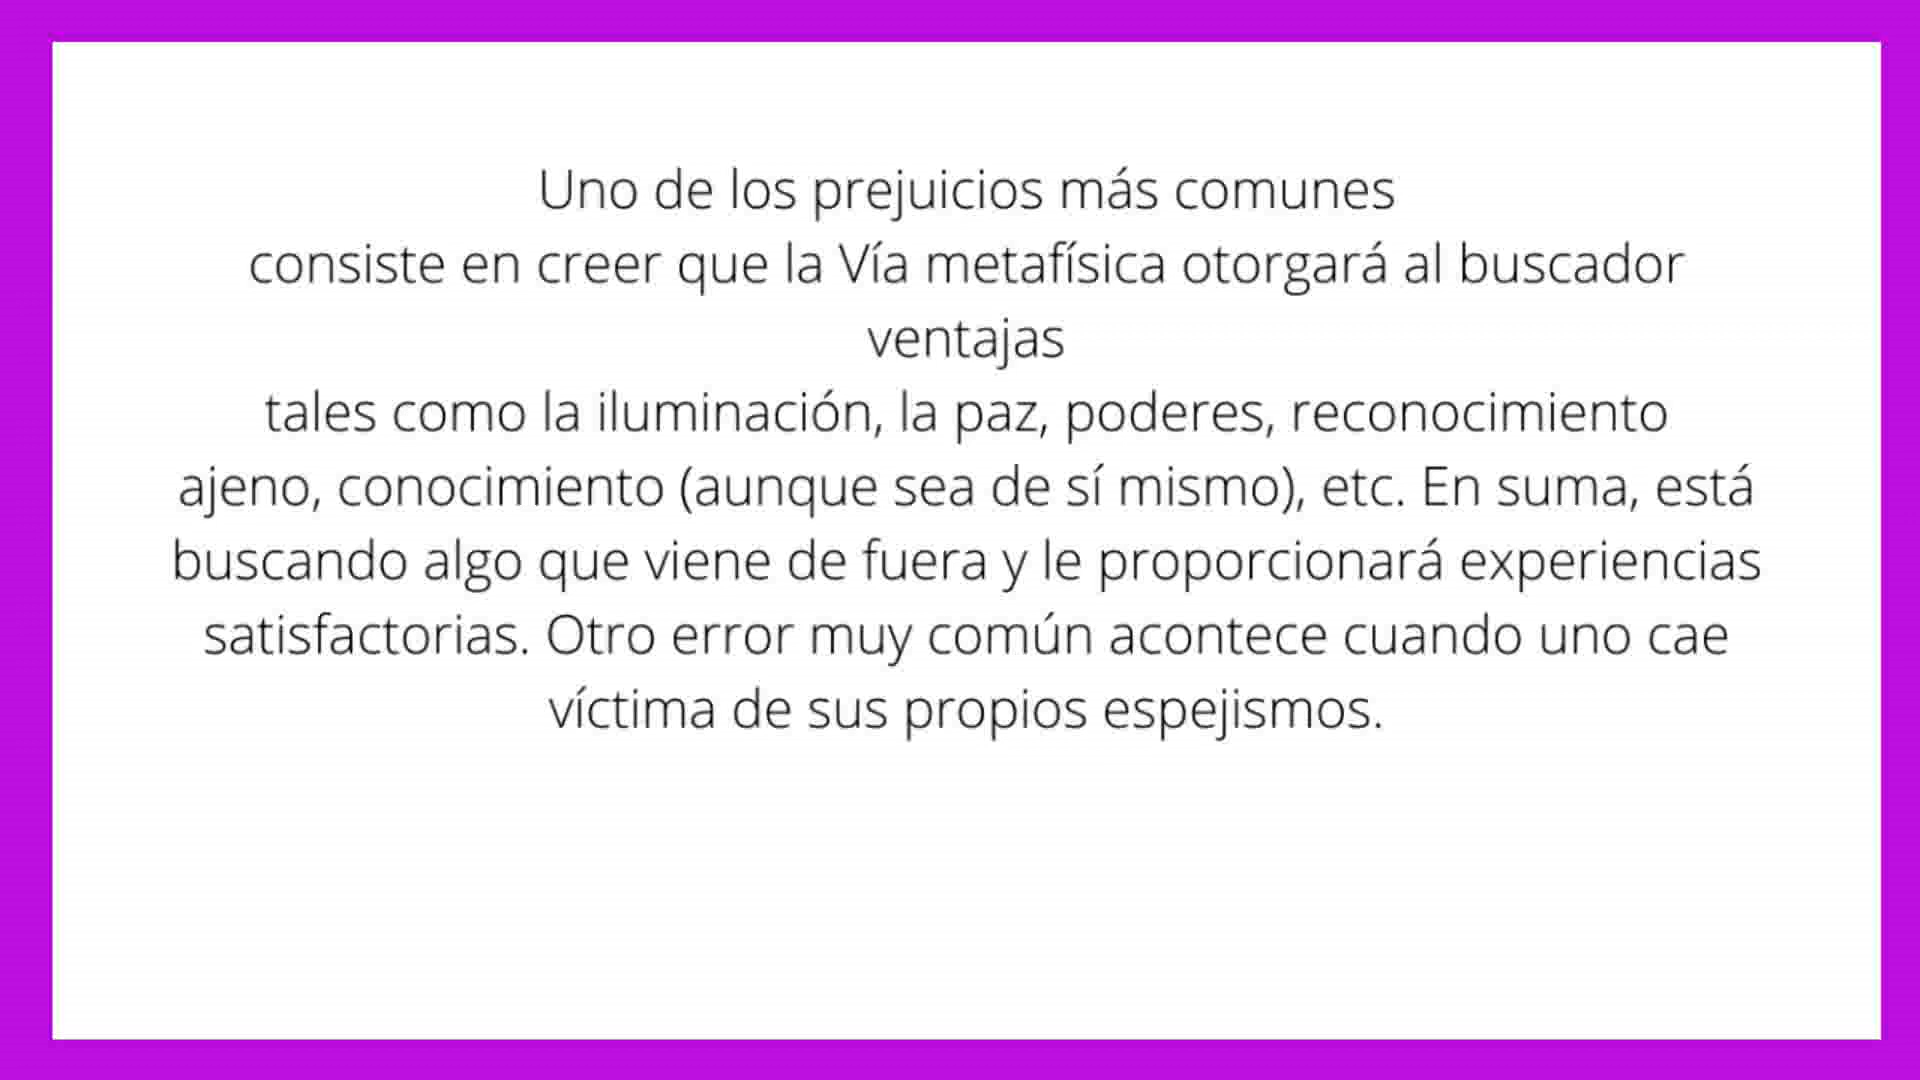 Uno de los prejuicios más comunes
consiste en creer que la Vía metafísica otorgará al buscador
ventajas
tales como la iluminación, la paz, poderes, reconocimiento
ajeno, conocimiento (aunque sea de sí mismo), etc. En suma, está
buscando algo que viene de fuera y le proporcionará experiencias
satisfactorias. Otro error muy común acontece cuando uno cae
víctima de sus propios espejismos.